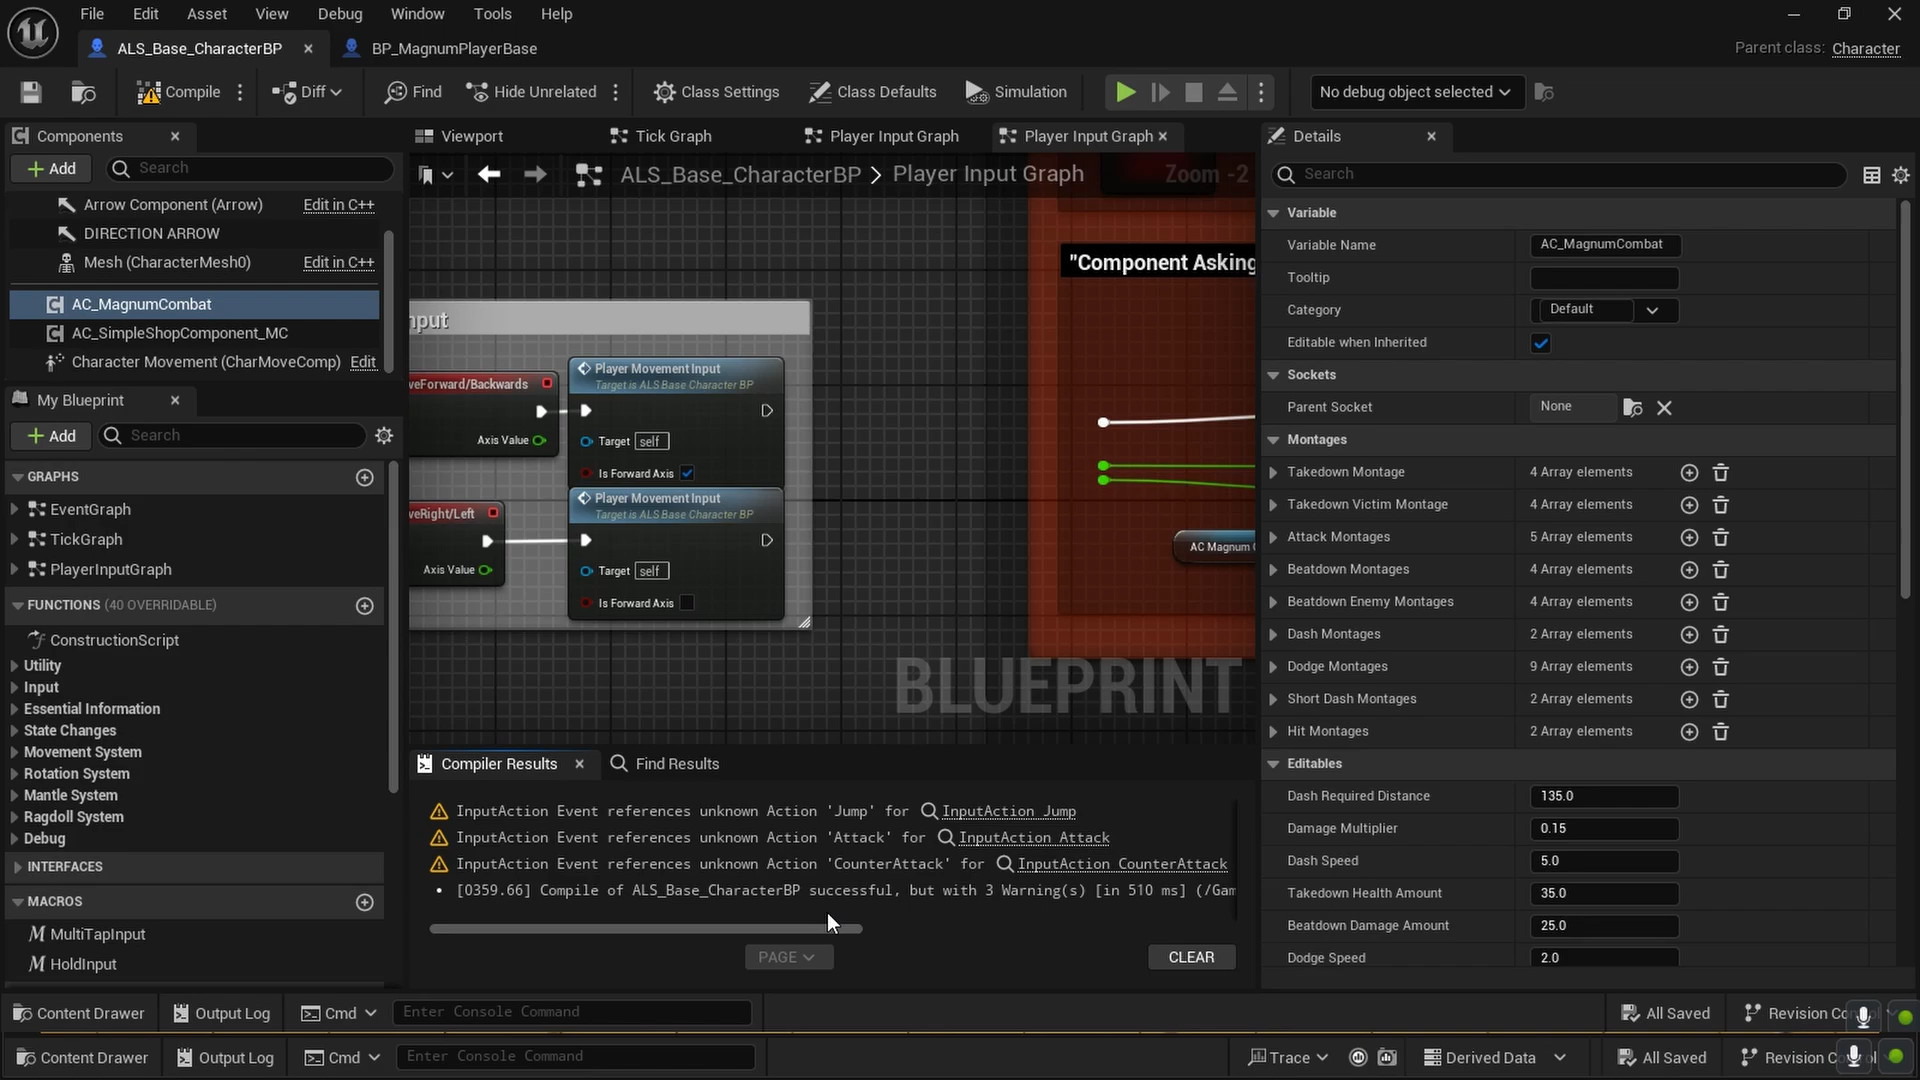 File Edit Asset View Debug Window Tools Help
ALS_Base_CharacterBP BP_MagnumPlayerBase Parent class: Character
Compile Diff Find Hide Unrelated Class Settings Class Defaults Simulation No debug object selected
Components
Add Search
Arrow Component (Arrow) Edit in C++
DIRECTION ARROW
Mesh (CharacterMesh0) Edit in C++
AC_MagnumCombat
AC_SimpleShopComponent_MC
Character Movement (CharMoveComp) Edit
My Blueprint
Add Search
GRAPHS
EventGraph
TickGraph
PlayerInputGraph
FUNCTIONS (40 OVERRIDABLE)
ConstructionScript
Utility
Input
Essential Information
State Changes
Movement System
Rotation System
Mantle System
Ragdoll System
Debug
INTERFACES
MACROS
MultiTapInput
HoldInput
Viewport Tick Graph Player Input Graph Player Input Graph
ALS_Base_CharacterBP > Player Input Graph Zoom -2
"Component Asking
nput
veForward/Backwards
Axis Value
Player Movement Input
Target is ALS Base Character BP
Target self
Is Forward Axis
veRight/Left
Axis Value
Player Movement Input
Target is ALS Base Character BP
Target self
Is Forward Axis
AC Magnum C
BLUEPRINT
Compiler Results Find Results
InputAction Event references unknown Action 'Jump' for InputAction Jump
InputAction Event references unknown Action 'Attack' for InputAction Attack
InputAction Event references unknown Action 'CounterAttack' for InputAction CounterAttack
[0359.66] Compile of ALS_Base_CharacterBP successful, but with 3 Warning(s) [in 510 ms] (/Gam
PAGE CLEAR
Details
Search
Variable
Variable Name AC_MagnumCombat
Tooltip
Category Default
Editable when Inherited
Sockets
Parent Socket None
Montages
Takedown Montage 4 Array elements
Takedown Victim Montage 4 Array elements
Attack Montages 5 Array elements
Beatdown Montages 4 Array elements
Beatdown Enemy Montages 4 Array elements
Dash Montages 2 Array elements
Dodge Montages 9 Array elements
Short Dash Montages 2 Array elements
Hit Montages 2 Array elements
Editables
Dash Required Distance 135.0
Damage Multiplier 0.15
Dash Speed 5.0
Takedown Health Amount 35.0
Beatdown Damage Amount 25.0
Dodge Speed 2.0
Content Drawer Output Log Cmd Enter Console Command All Saved Revision Co
Content Drawer Output Log Cmd Enter Console Command Trace Derived Data All Saved Revision Control